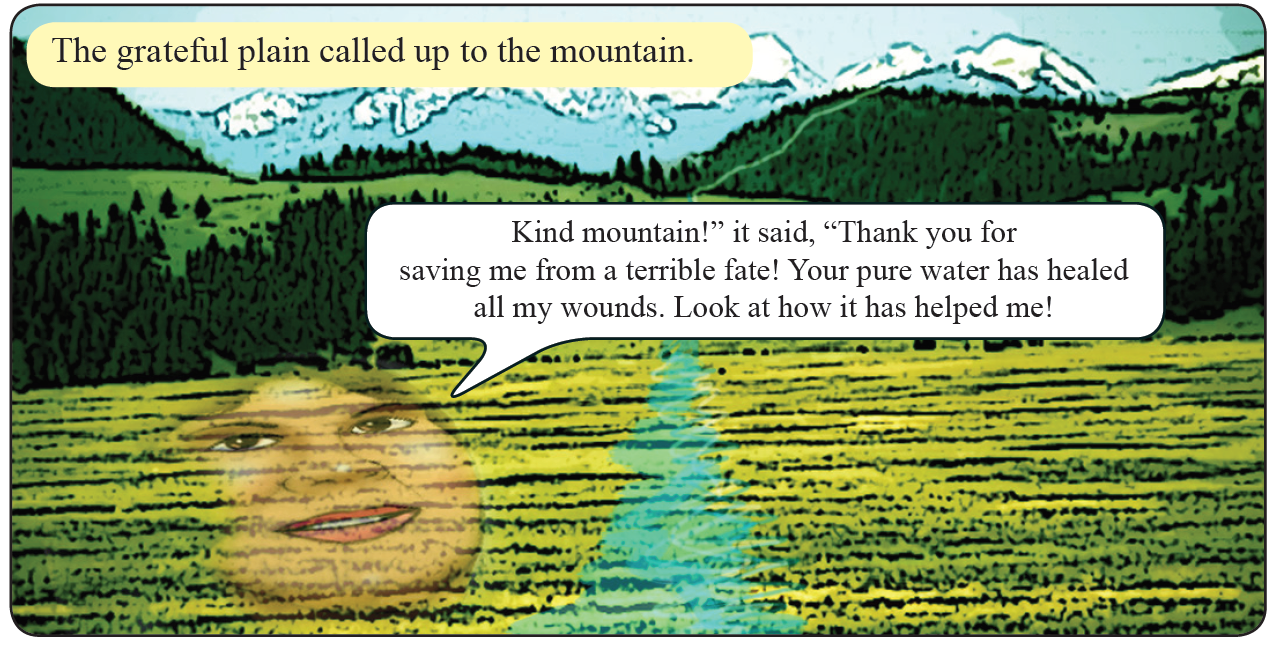 The grateful plain called up to the mountain.
Kind mountain!” it said, “Thank you for
saving me from a terrible fate! Your pure water has healed
all my wounds. Look at how it has helped me!